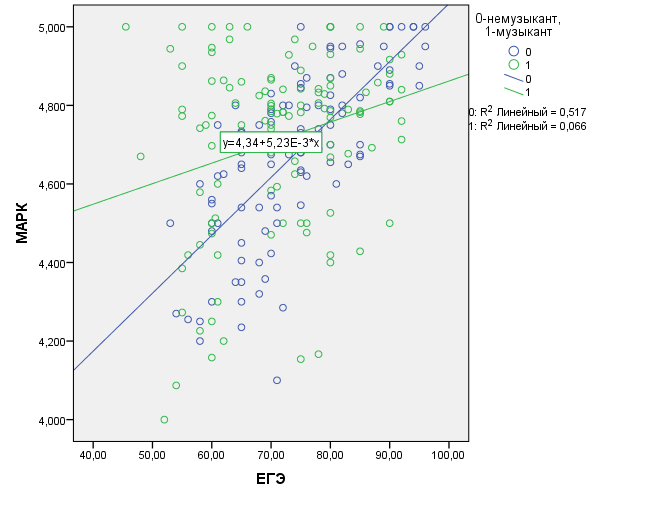 0-немузыкант,
1-музыкант
0
1
0
1
0: R2 Линейный = 0,517
1: R2 Линейный = 0,066
y=4,34+5,23E-3*x
МАРК
5,000
4,800
4,600
4,400
4,200
4,000
40,00 50,00 60,00 70,00 80,00 90,00 100,00
ЕГЭ